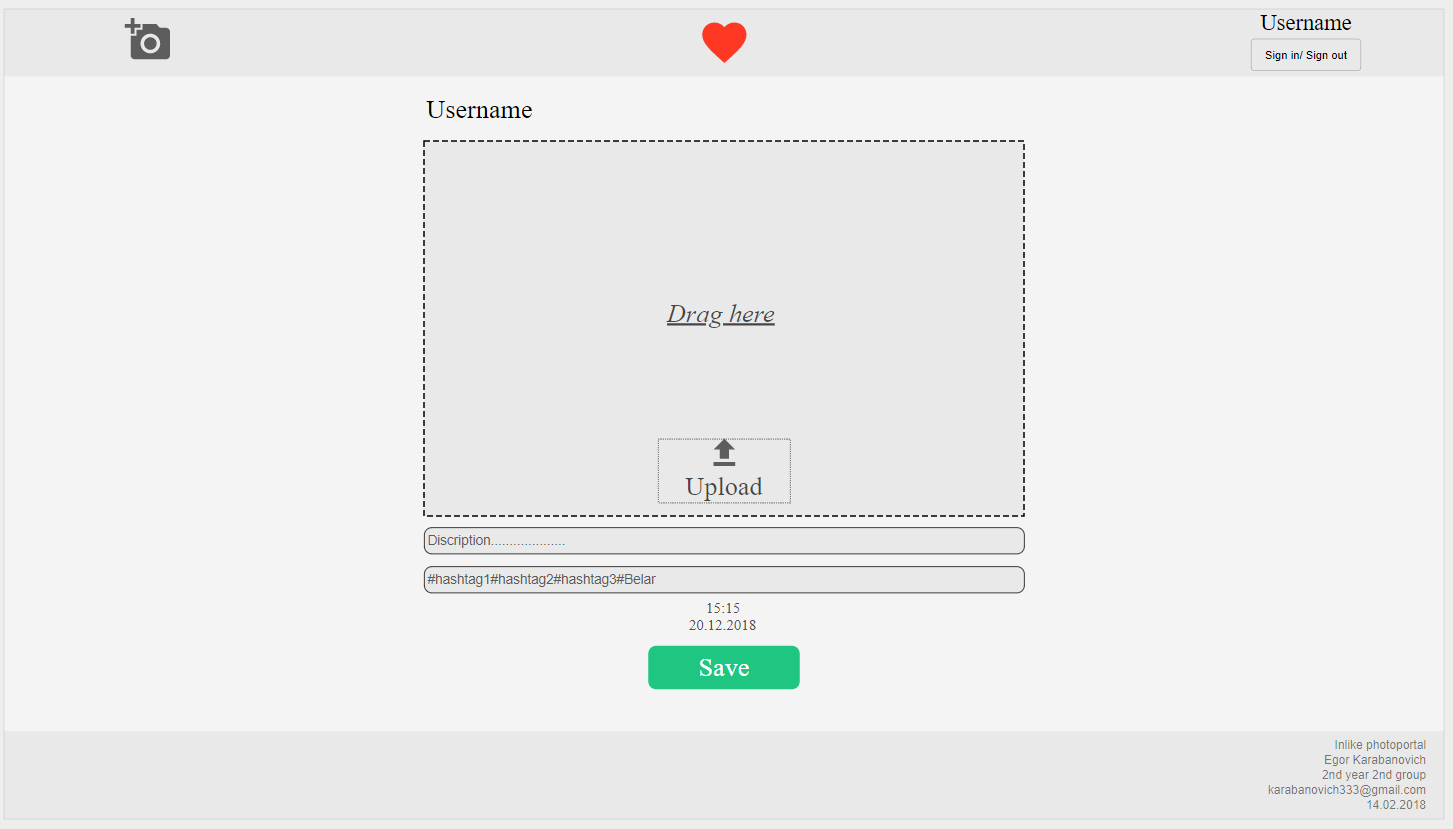 Username
Sign in/ Sign out
Username
Drag here
Upload
Discription....................
#hashtag1#hashtag2#hashtag3#Belar
15:15
20.12.2018
Save
Inlike photoportal
Egor Karabanovich
2nd year 2nd group
karabanovich333@gmail.com
14.02.2018